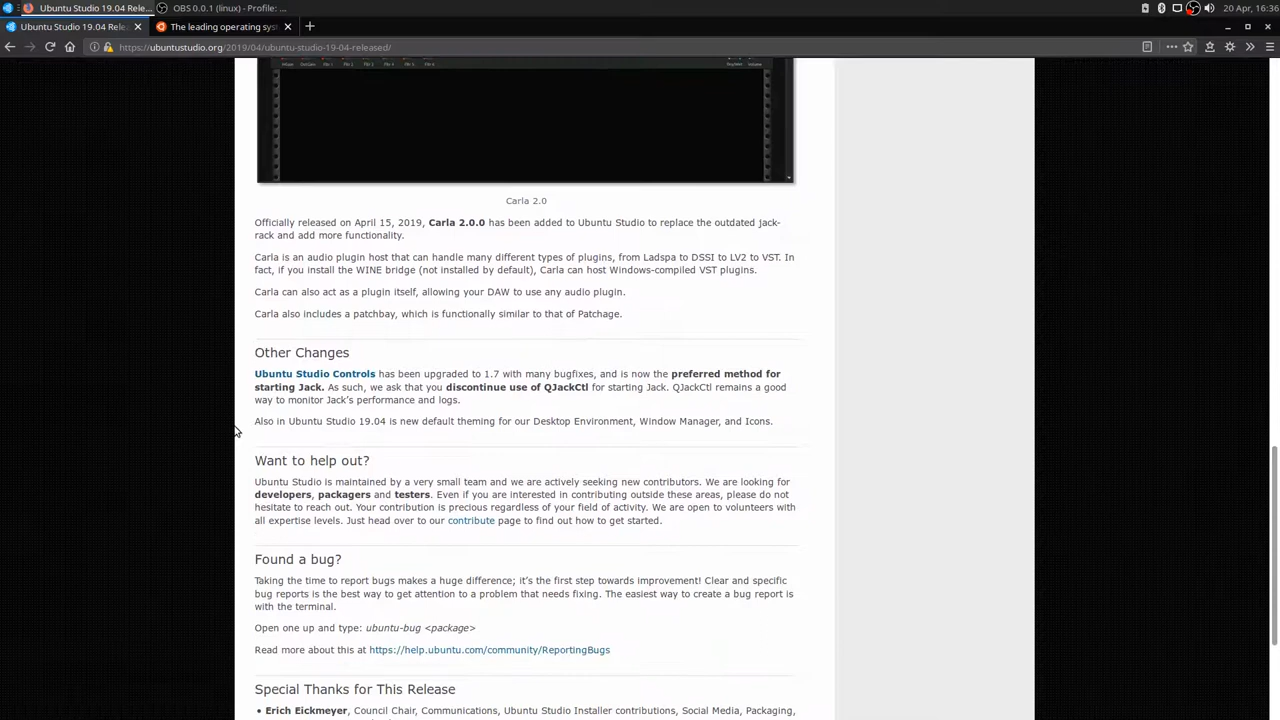 Ubuntu Studio 19.04 Rele...
OBS 0.0.1 (linux) - Profile: ...
20 Apr, 16:36
Ubuntu Studio 19.04 Rele
The leading operating sys
https://ubuntustudio.org/2019/04/ubuntu-studio-19-04-released/
Carla 2.0
Officially released on April 15, 2019, Carla 2.0.0 has been added to Ubuntu Studio to replace the outdated jack-
rack and add more functionality.
Carla is an audio plugin host that can handle many different types of plugins, from Ladspa to DSSI to LV2 to VST. In
fact, if you install the WINE bridge (not installed by default), Carla can host Windows-compiled VST plugins.
Carla can also act as a plugin itself, allowing your DAW to use any audio plugin.
Carla also includes a patchbay, which is functionally similar to that of Patchage.
Other Changes
Ubuntu Studio Controls has been upgraded to 1.7 with many bugfixes, and is now the preferred method for
starting Jack. As such, we ask that you discontinue use of QJackCtl for starting Jack. QJackCtl remains a good
way to monitor Jack's performance and logs.
Also in Ubuntu Studio 19.04 is new default theming for our Desktop Environment, Window Manager, and Icons.
Want to help out?
Ubuntu Studio is maintained by a very small team and we are actively seeking new contributors. We are looking for
developers, packagers and testers. Even if you are interested in contributing outside these areas, please do not
hesitate to reach out. Your contribution is precious regardless of your field of activity. We are open to volunteers with
all expertise levels. Just head over to our contribute page to find out how to get started.
Found a bug?
Taking the time to report bugs makes a huge difference; it's the first step towards improvement! Clear and specific
bug reports is the best way to get attention to a problem that needs fixing. The easiest way to create a bug report is
with the terminal.
Open one up and type: ubuntu-bug <package>
Read more about this at https://help.ubuntu.com/community/ReportingBugs
Special Thanks for This Release
• Erich Eickmeyer, Council Chair, Communications, Ubuntu Studio Installer contributions, Social Media, Packaging,